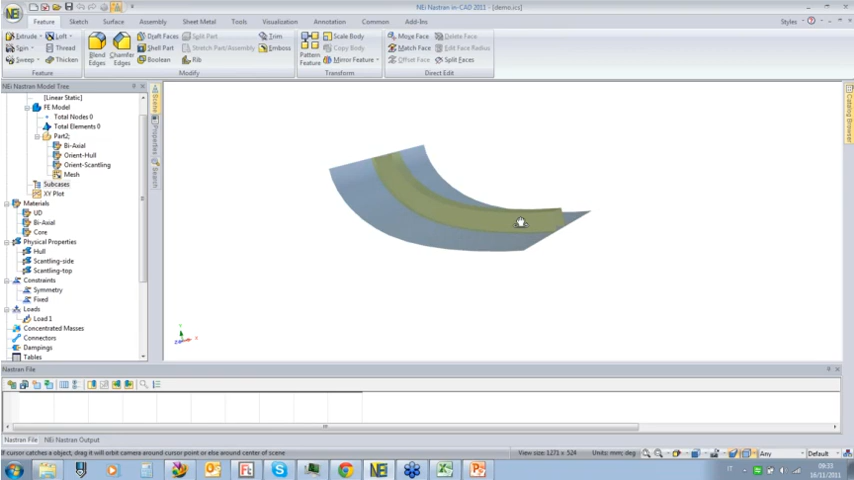 NEi Nastran in-CAD 2011 - [demo.ics]
Feature Sketch Surface Assembly Sheet Metal Tools Visualization Annotation Common Add-Ins Styles
Extrude Loft Draft Faces Split Part Trim Scale Body Move Face Delete Face
Spin Thread Shell Part Stretch Part/Assembly Emboss Copy Body Match Face Edge Face Radius
Sweep Thicken Blend Edges Chamfer Edges Boolean Rib Pattern Feature Mirror Feature Offset Face Split Faces
Feature Modify Transform Direct Edit
NEi Nastran Model Tree
[Linear Static]
FE Model
Total Nodes 0
Total Elements 0
Part2;
Bi-Axial
Orient-Hull
Orient-Scantling
Mesh
Subcases
XY Plot
Materials
UD
Bi-Axial
Core
Physical Properties
Hull
Scantling-side
Scantling-top
Constraints
Symmetry
Fixed
Loads
Load 1
Concentrated Masses
Connectors
Dampings
Tables
Scene
Properties
Search
Catalog Browser
Y
X
Z
Nastran File
Nastran File NEi Nastran Output
If cursor catches a object, drag it will orbit camera around cursor point or else around center of scene
View size: 1271 x 524 Units: mm; deg Any Default
IT
09:33
16/11/2011